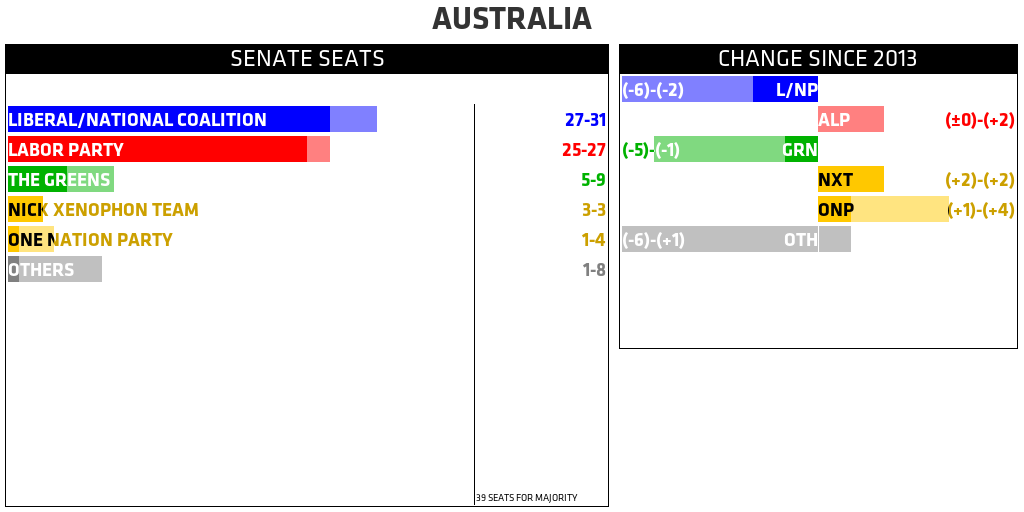 AUSTRALIA
SENATE SEATS
LIBERAL/NATIONAL COALITION 27-31
LABOR PARTY 25-27
THE GREENS 5-9
NICK XENOPHON TEAM 3-3
ONE NATION PARTY 1-4
OTHERS 1-8
39 SEATS FOR MAJORITY
CHANGE SINCE 2013
(-6)-(-2) L/NP
ALP (±0)-(+2)
(-5)-(-1) GRN
NXT (+2)-(+2)
ONP (+1)-(+4)
(-6)-(+1) OTH